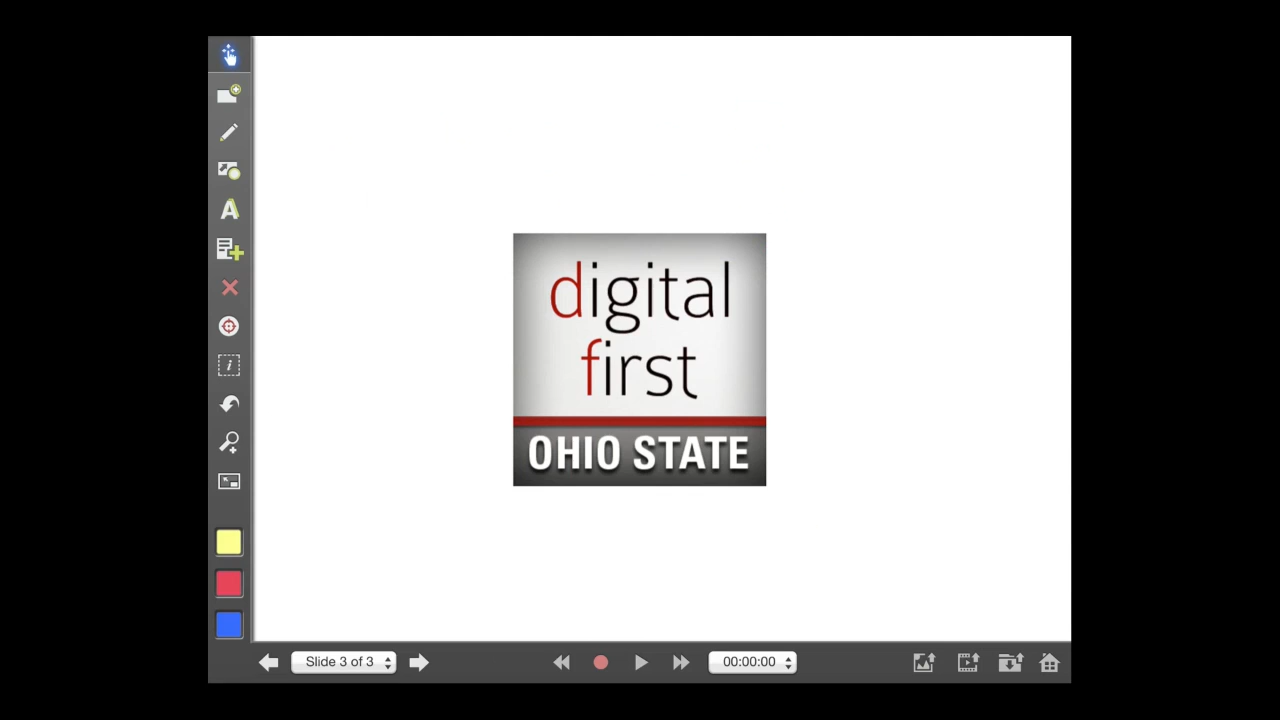 A
i
digital
first
OHIO STATE
Slide 3 of 3
00:00:00